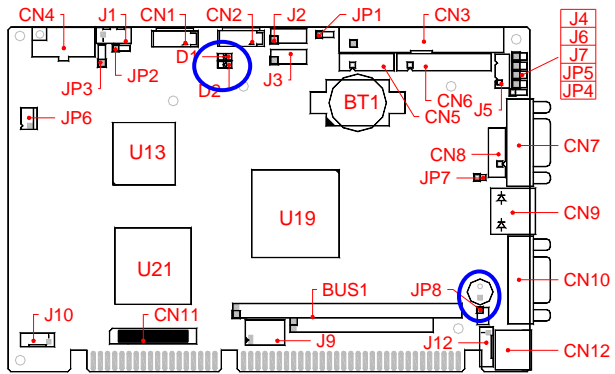 CN4 J1 CN1 CN2 J2 JP1 CN3 J4
J6
J7
JP5
JP4
D1
JP3 JP2 D2 J3
BT1 CN6 J5
CN5
JP6
U13 CN8 CN7
JP7
U19 CN9
U21 CN10
BUS1 JP8
J10 CN11 J9 J12 CN12